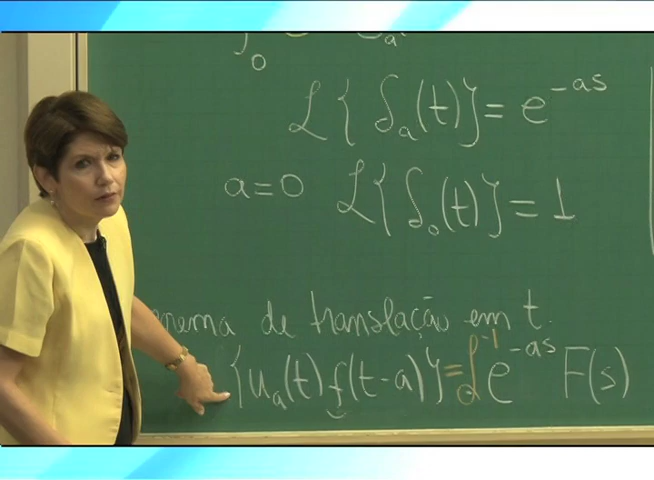 ℒ{δₐ(t)} = e^{-as}
a=0 ℒ{δ₀(t)} = 1
de translação em t.
{uₐ(t) f(t-a)} = ℒ^{-1} e^{-as} F(s)